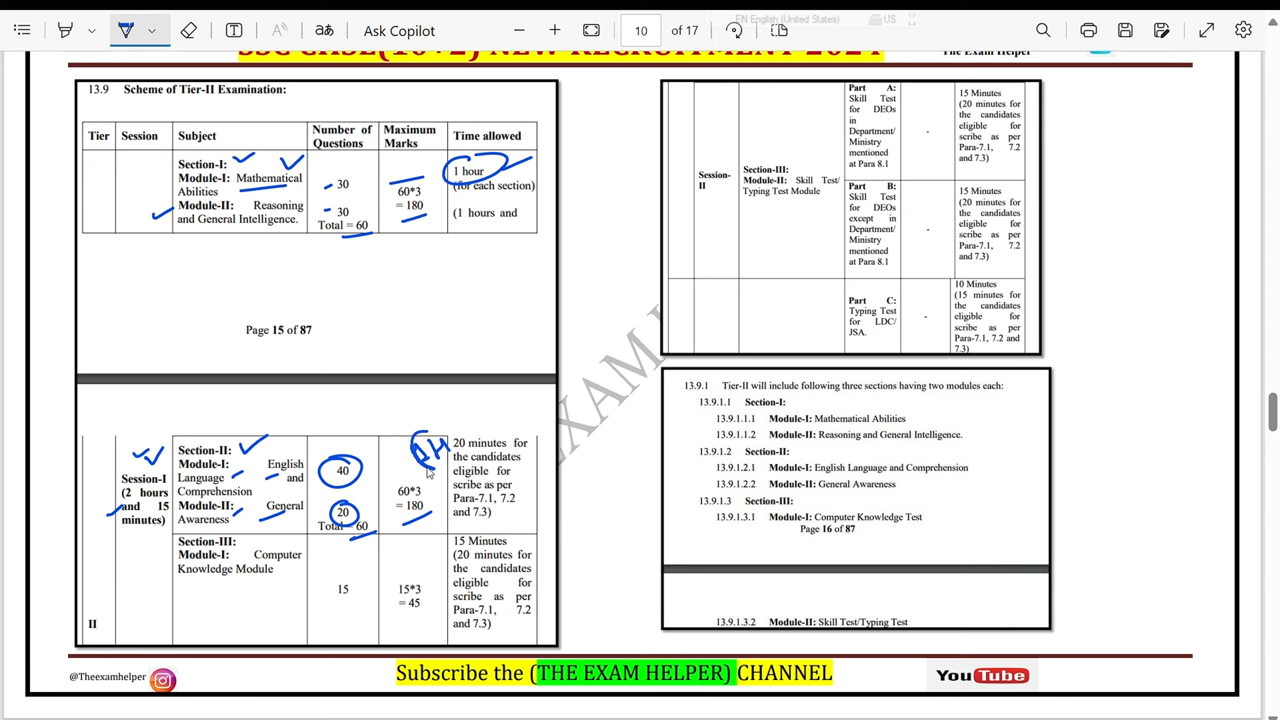 Ask Copilot
10 of 17
EN English (United States)
US
SSC CHSL(10+2) NEW RECRUITMENT 2024
The Exam Helper
13.9 Scheme of Tier-II Examination:
Tier Session Subject Number of Questions Maximum Marks Time allowed
Section-I:
Module-I: Mathematical
Abilities
Module-II: Reasoning
and General Intelligence.
30
30
Total = 60
60*3
= 180
1 hour
(for each section)
(1 hours and
Page 15 of 87
II
Session-I
(2 hours
and 15
minutes)
Section-II:
Module-I: English
Language and
Comprehension
Module-II: General
Awareness
40
20
Total = 60
60*3
= 180
20 minutes for
the candidates
eligible for
scribe as per
Para-7.1, 7.2
and 7.3)
Section-III:
Module-I: Computer
Knowledge Module
15
15*3
= 45
15 Minutes
(20 minutes for
the candidates
eligible for
scribe as per
Para-7.1, 7.2
and 7.3)
Session-
II
Section-III:
Module-II: Skill Test/
Typing Test Module
Part A:
Skill Test
for DEOs
in
Department/
Ministry
mentioned
at Para 8.1
-
15 Minutes
(20 minutes for
the candidates
eligible for
scribe as per
Para-7.1, 7.2
and 7.3)
Part B:
Skill Test
for DEOs
except in
Department/
Ministry
mentioned
at Para 8.1
-
15 Minutes
(20 minutes for
the candidates
eligible for
scribe as per
Para-7.1, 7.2
and 7.3)
Part C:
Typing Test
for LDC/
JSA.
-
10 Minutes
(15 minutes for
the candidates
eligible for
scribe as per
Para-7.1, 7.2 and
7.3)
13.9.1 Tier-II will include following three sections having two modules each:
13.9.1.1 Section-I:
13.9.1.1.1 Module-I: Mathematical Abilities
13.9.1.1.2 Module-II: Reasoning and General Intelligence.
13.9.1.2 Section-II:
13.9.1.2.1 Module-I: English Language and Comprehension
13.9.1.2.2 Module-II: General Awareness
13.9.1.3 Section-III:
13.9.1.3.1 Module-I: Computer Knowledge Test
Page 16 of 87
13.9.1.3.2 Module-II: Skill Test/Typing Test
@Theexamhelper
Subscribe the (THE EXAM HELPER) CHANNEL
YouTube